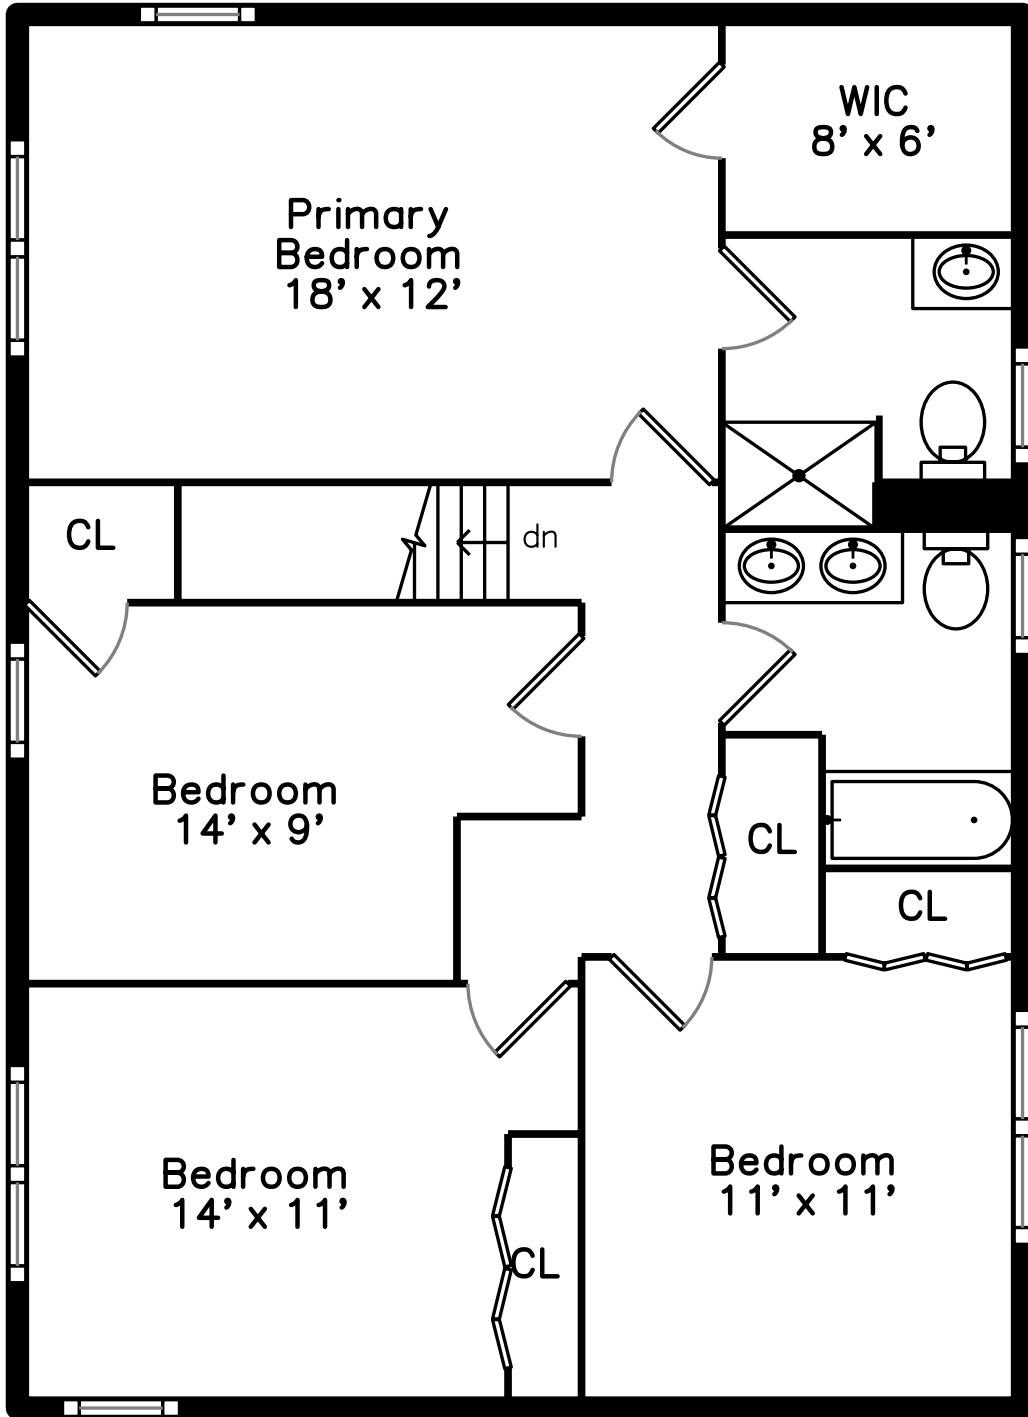 WIC
8' x 6'
Primary
Bedroom
18' x 12'
CL
dn
Bedroom
14' x 9'
CL
CL
Bedroom
14' x 11'
Bedroom
11' x 11'
CL